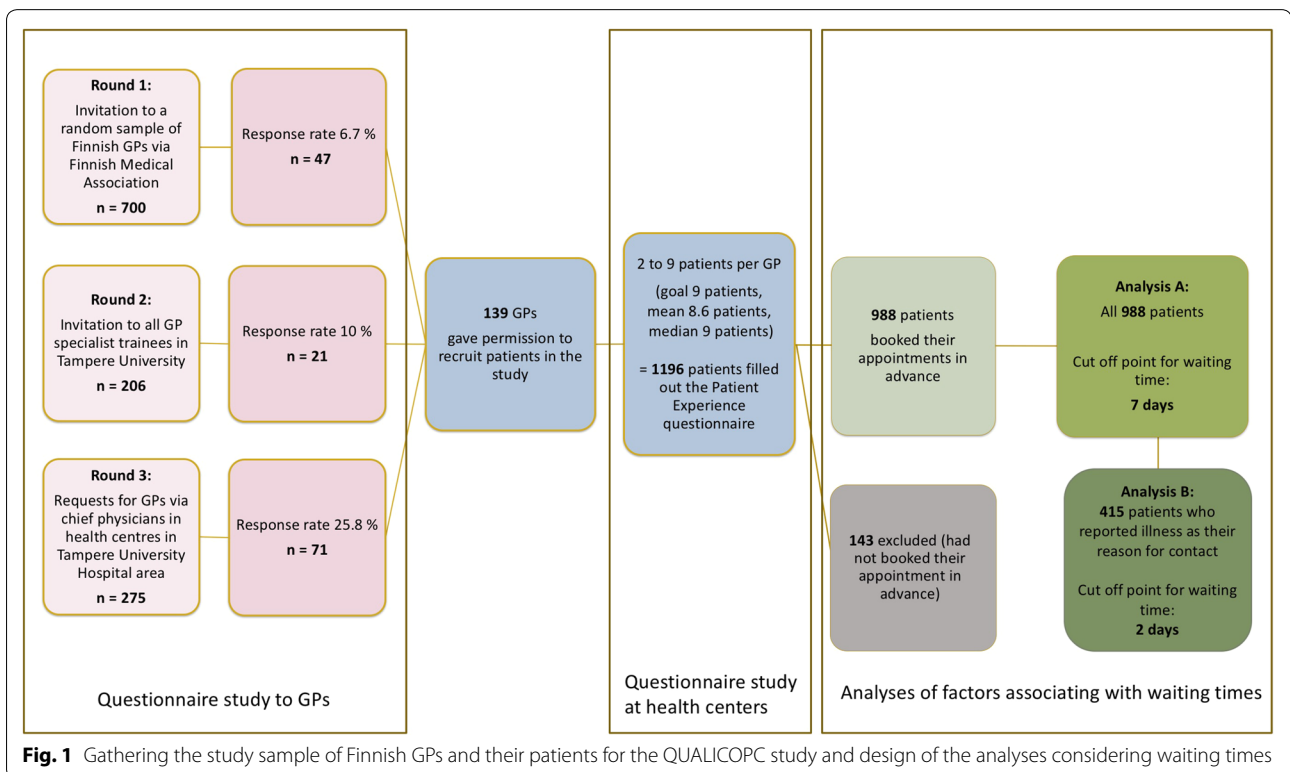 Round 1:
Invitation to a
random sample of
Finnish GPs via
Finnish Medical
Association
n = 700
Response rate 6.7 %
n = 47
Round 2:
Invitation to all GP
specialist trainees in
Tampere University
n = 206
Response rate 10 %
n = 21
Round 3:
Requests for GPs via
chief physicians in
health centres in
Tampere University
Hospital area
n = 275
Response rate 25.8 %
n = 71
Questionnaire study to GPs
139 GPs
gave permission to
recruit patients in the
study
2 to 9 patients per GP
(goal 9 patients,
mean 8.6 patients,
median 9 patients)
= 1196 patients filled
out the Patient
Experience
questionnaire
Questionnaire study
at health centers
988 patients
booked their
appointments in
advance
143 excluded (had
not booked their
appointment in
advance)
Analysis A:
All 988 patients
Cut off point for waiting
time:
7 days
Analysis B:
415 patients who
reported illness as their
reason for contact
Cut off point for waiting
time:
2 days
Analyses of factors associating with waiting times
Fig. 1 Gathering the study sample of Finnish GPs and their patients for the QUALICOPC study and design of the analyses considering waiting times